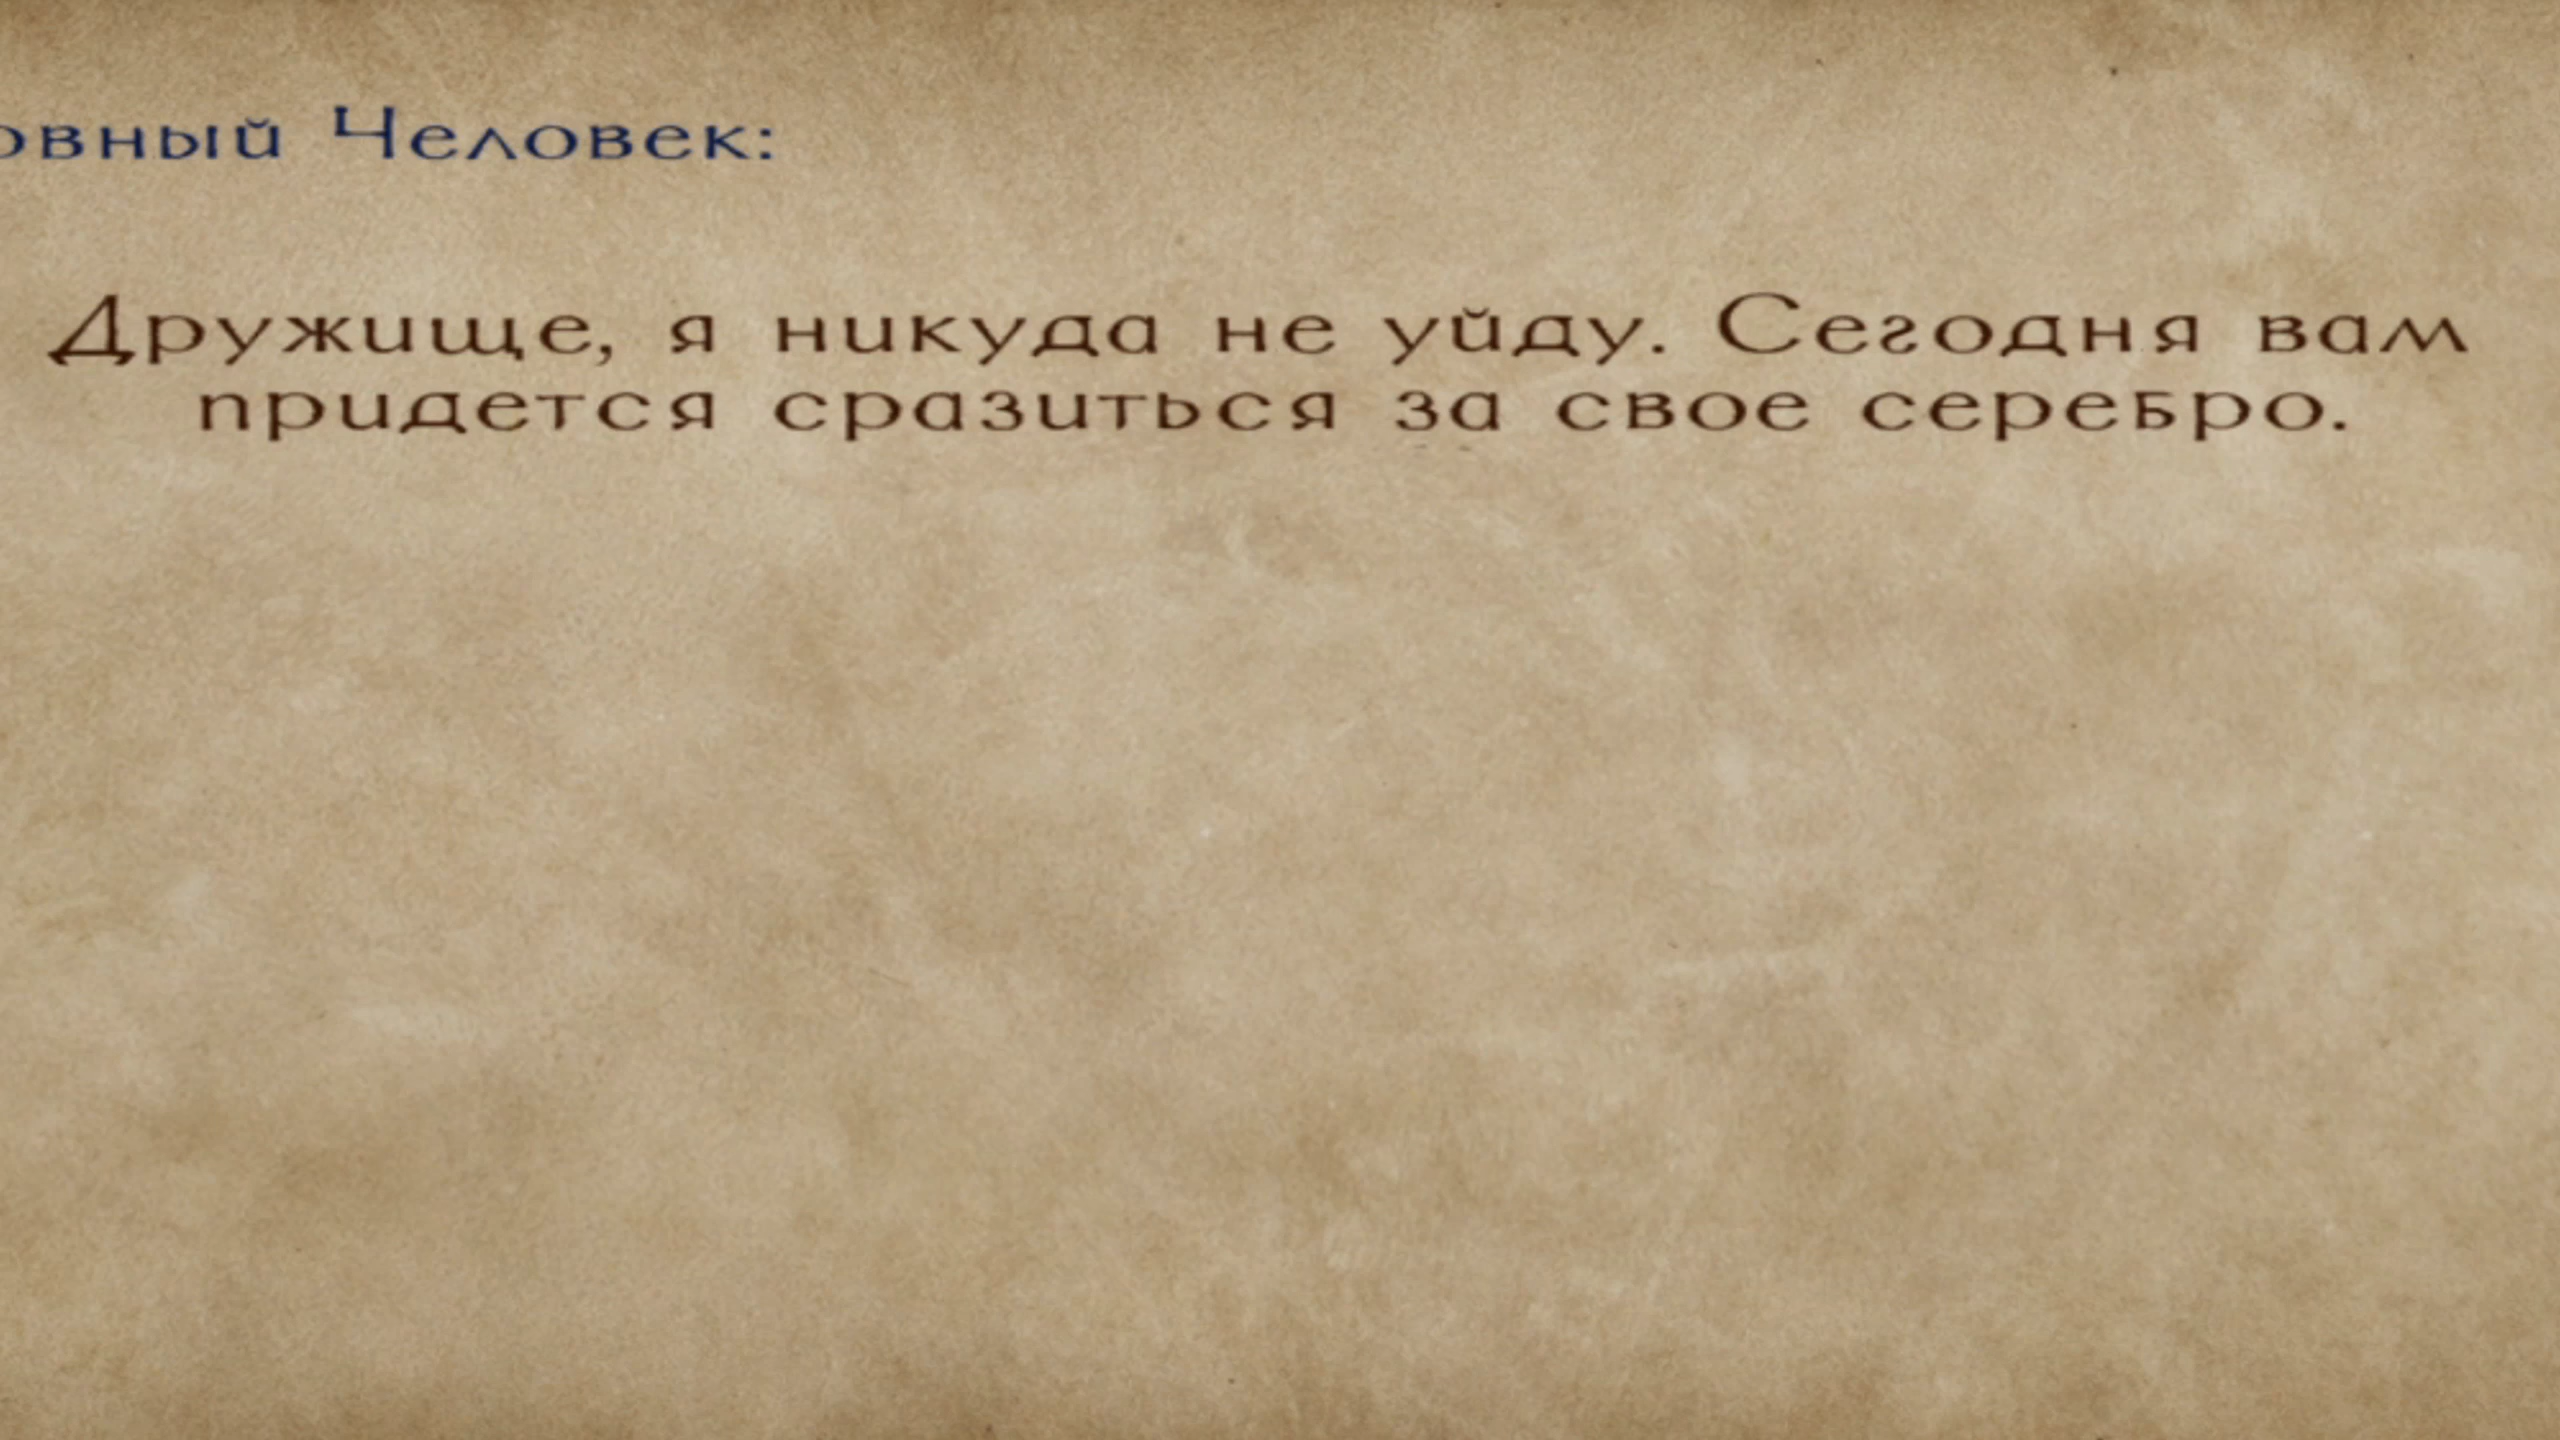 овный Человек:
Дружище, я никуда не уйду. Сегодня вам
придется сразиться за свое серебро.